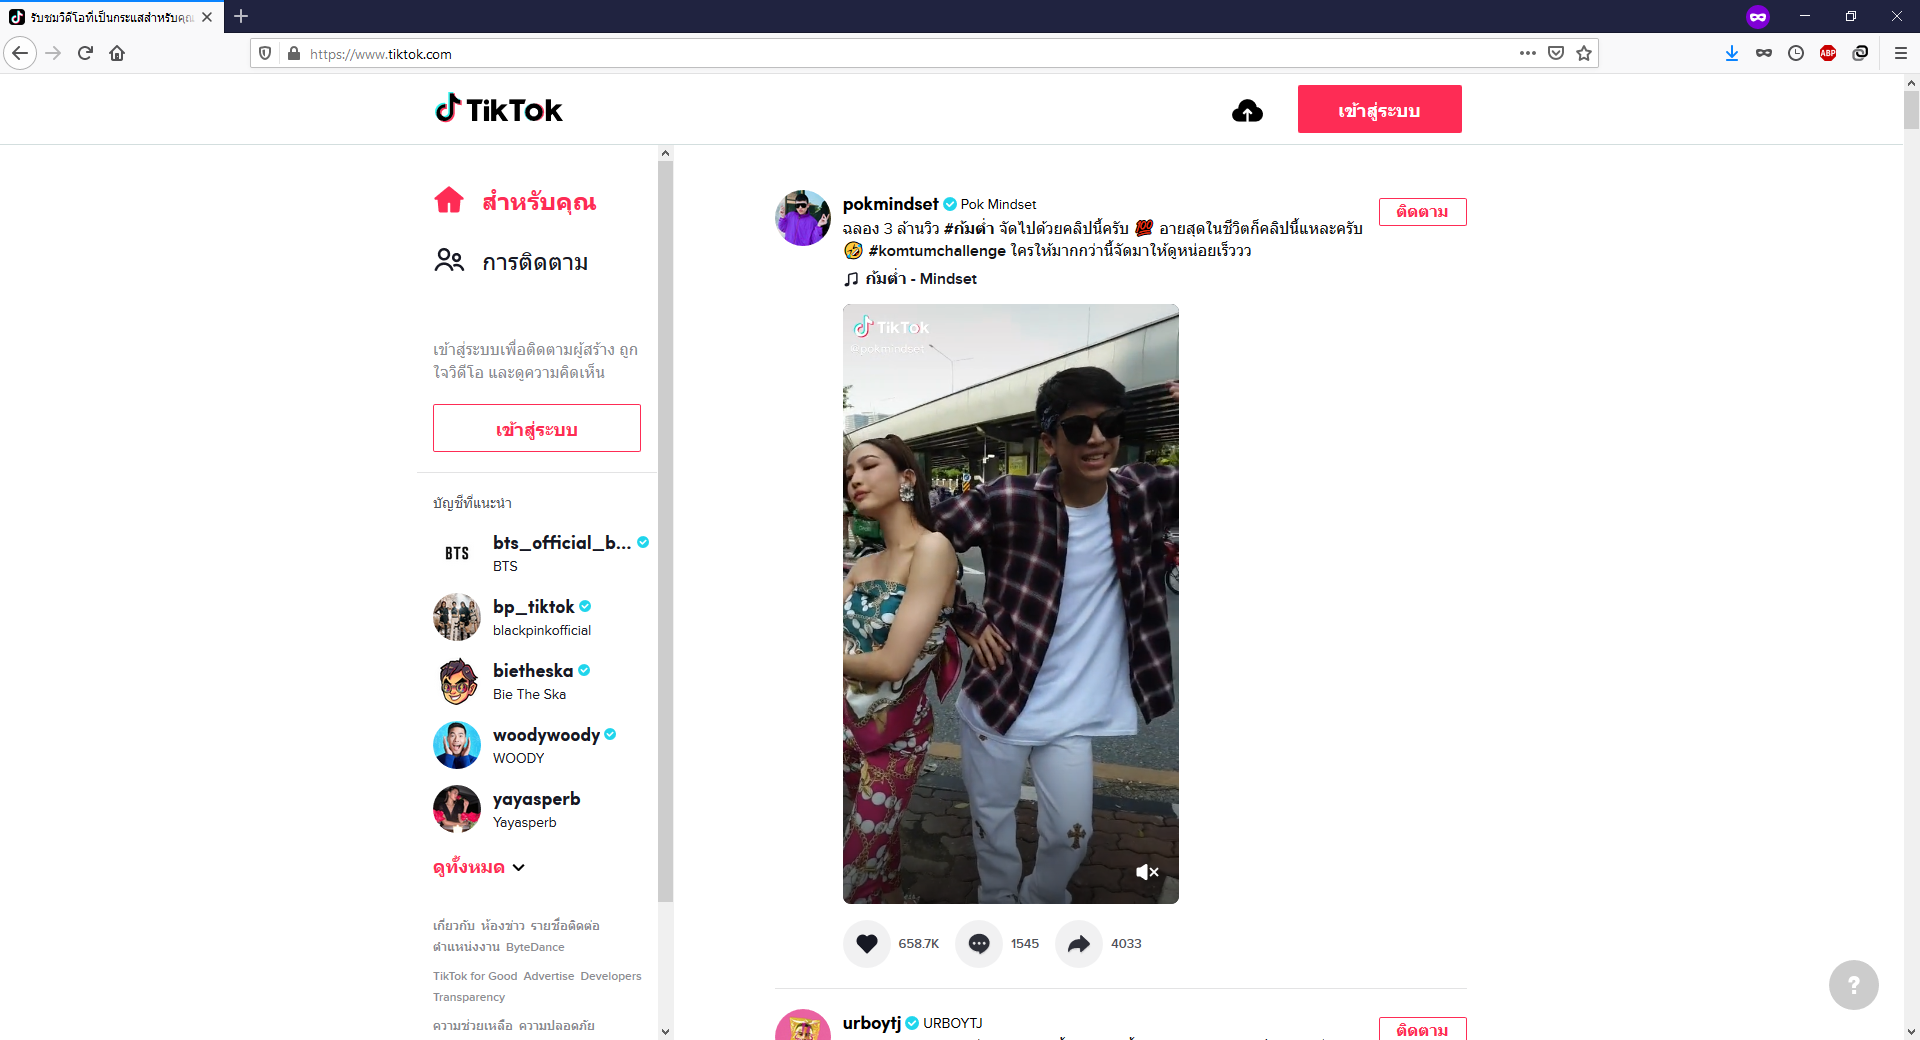 รับชมวิดีโอที่เป็นกระแสสำหรับคุณ
https://www.tiktok.com
ABP
TikTok
เข้าสู่ระบบ
สำหรับคุณ
การติดตาม
เข้าสู่ระบบเพื่อติดตามผู้สร้าง ถูก
ใจวิดีโอ และดูความคิดเห็น
เข้าสู่ระบบ
บัญชีที่แนะนำ
BTS
bts_official_b...
BTS
bp_tiktok
blackpinkofficial
bietheska
Bie The Ska
woodywoody
WOODY
yayasperb
Yayasperb
ดูทั้งหมด
เกี่ยวกับ ห้องข่าว รายชื่อติดต่อ
ตำแหน่งงาน ByteDance
TikTok for Good Advertise Developers
Transparency
ความช่วยเหลือ ความปลอดภัย
pokmindset Pok Mindset
ติดตาม
ฉลอง 3 ล้านวิว #ก้มต่ำ จัดไปด้วยคลิปนี้ครับ 💯 อายสุดในชีวิตก็คลิปนี้แหละครับ
🤣 #komtumchallenge ใครให้มากกว่านี้จัดมาให้ดูหน่อยเร็ววว
ก้มต่ำ - Mindset
TikTok
@pokmindset
658.7K
1545
4033
urboytj URBOYTJ
ติดตาม
?